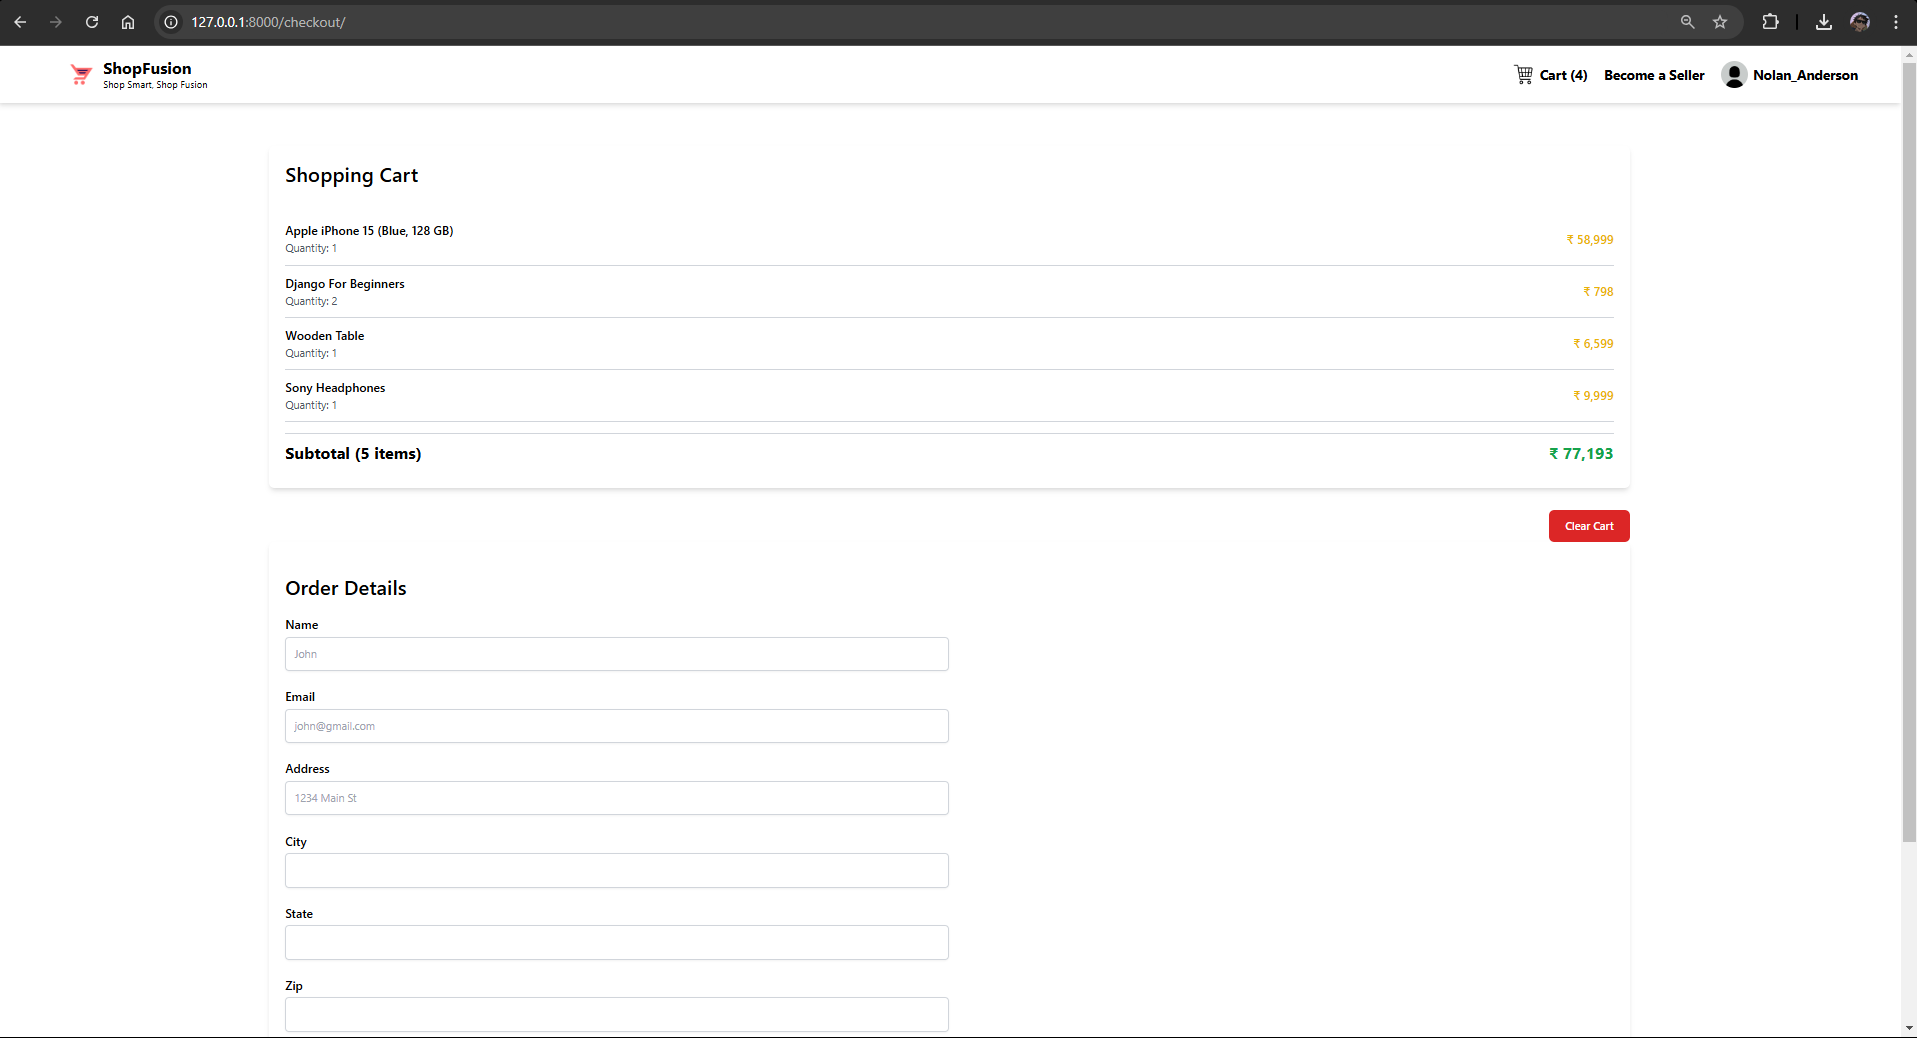 127.0.0.1:8000/checkout/
ShopFusion
Shop Smart, Shop Fusion
Cart (4)
Become a Seller
Nolan_Anderson
Shopping Cart
Apple iPhone 15 (Blue, 128 GB)
Quantity: 1
₹ 58,999
Django For Beginners
Quantity: 2
₹ 798
Wooden Table
Quantity: 1
₹ 6,599
Sony Headphones
Quantity: 1
₹ 9,999
Subtotal (5 items)
₹ 77,193
Clear Cart
Order Details
Name
John
Email
john@gmail.com
Address
1234 Main St
City
State
Zip